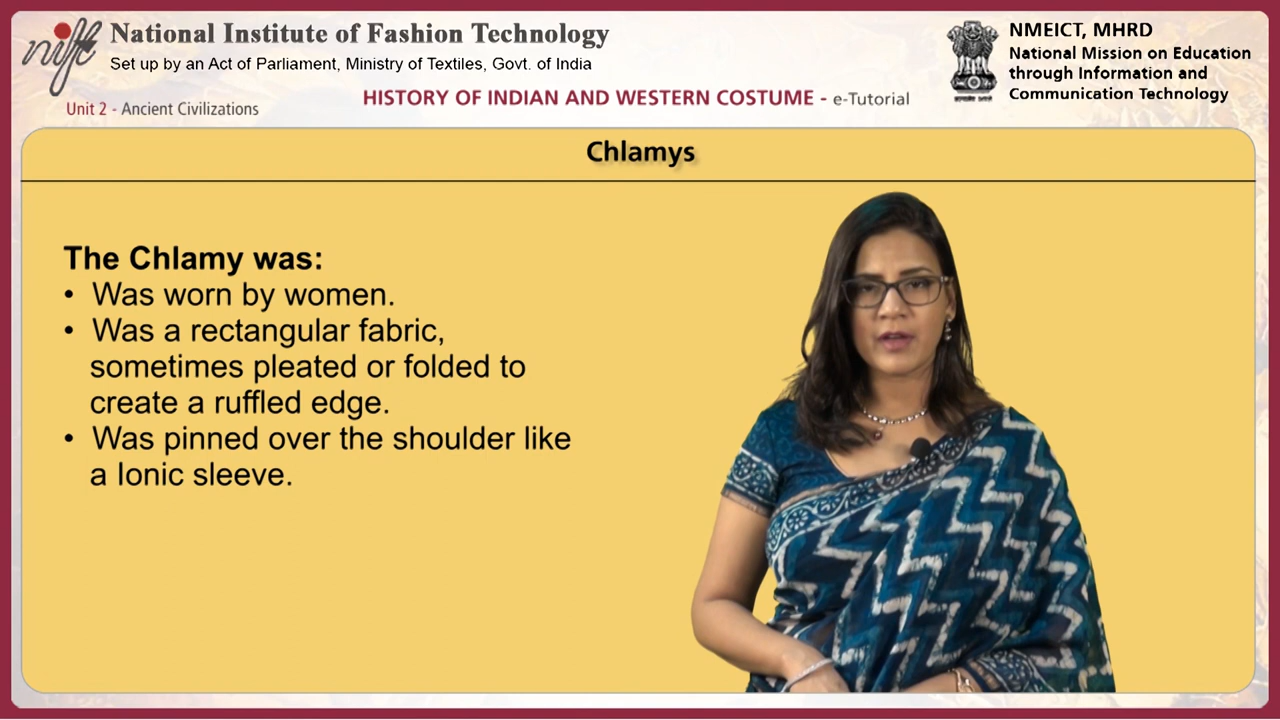 nift
National Institute of Fashion Technology
Set up by an Act of Parliament, Ministry of Textiles, Govt. of India
Unit 2 - Ancient Civilizations
HISTORY OF INDIAN AND WESTERN COSTUME - e-Tutorial
NMEICT, MHRD
National Mission on Education
through Information and
Communication Technology
Chlamys
The Chlamy was:
• Was worn by women.
• Was a rectangular fabric,
sometimes pleated or folded to
create a ruffled edge.
• Was pinned over the shoulder like
a Ionic sleeve.